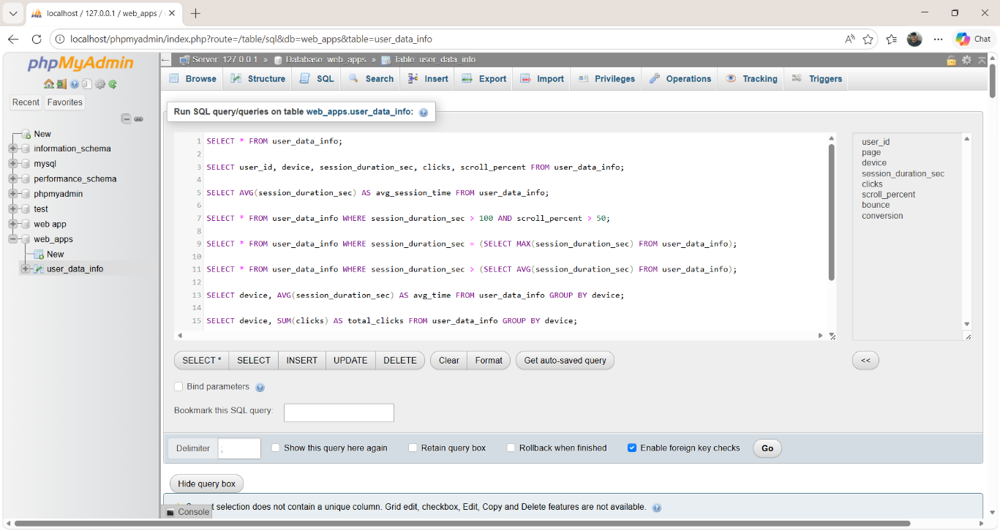 localhost / 127.0.0.1 / web_apps /
localhost/phpmyadmin/index.php?route=/table/sql&db=web_apps&table=user_data_info
Chat
phpMyAdmin
Recent Favorites
New
information_schema
mysql
performance_schema
phpmyadmin
test
web app
web_apps
New
user_data_info
Server: 127.0.0.1 » Database: web_apps » Table: user_data_info
Browse Structure SQL Search Insert Export Import Privileges Operations Tracking Triggers
Run SQL query/queries on table web_apps.user_data_info:
1 SELECT * FROM user_data_info;
2
3 SELECT user_id, device, session_duration_sec, clicks, scroll_percent FROM user_data_info;
4
5 SELECT AVG(session_duration_sec) AS avg_session_time FROM user_data_info;
6
7 SELECT * FROM user_data_info WHERE session_duration_sec > 100 AND scroll_percent > 50;
8
9 SELECT * FROM user_data_info WHERE session_duration_sec = (SELECT MAX(session_duration_sec) FROM user_data_info);
10
11 SELECT * FROM user_data_info WHERE session_duration_sec > (SELECT AVG(session_duration_sec) FROM user_data_info);
12
13 SELECT device, AVG(session_duration_sec) AS avg_time FROM user_data_info GROUP BY device;
14
15 SELECT device, SUM(clicks) AS total_clicks FROM user_data_info GROUP BY device;
user_id
page
device
session_duration_sec
clicks
scroll_percent
bounce
conversion
SELECT * SELECT INSERT UPDATE DELETE Clear Format Get auto-saved query <<
Bind parameters
Bookmark this SQL query:
Delimiter ; Show this query here again Retain query box Rollback when finished Enable foreign key checks Go
Hide query box
selection does not contain a unique column. Grid edit, checkbox, Edit, Copy and Delete features are not available.
Console